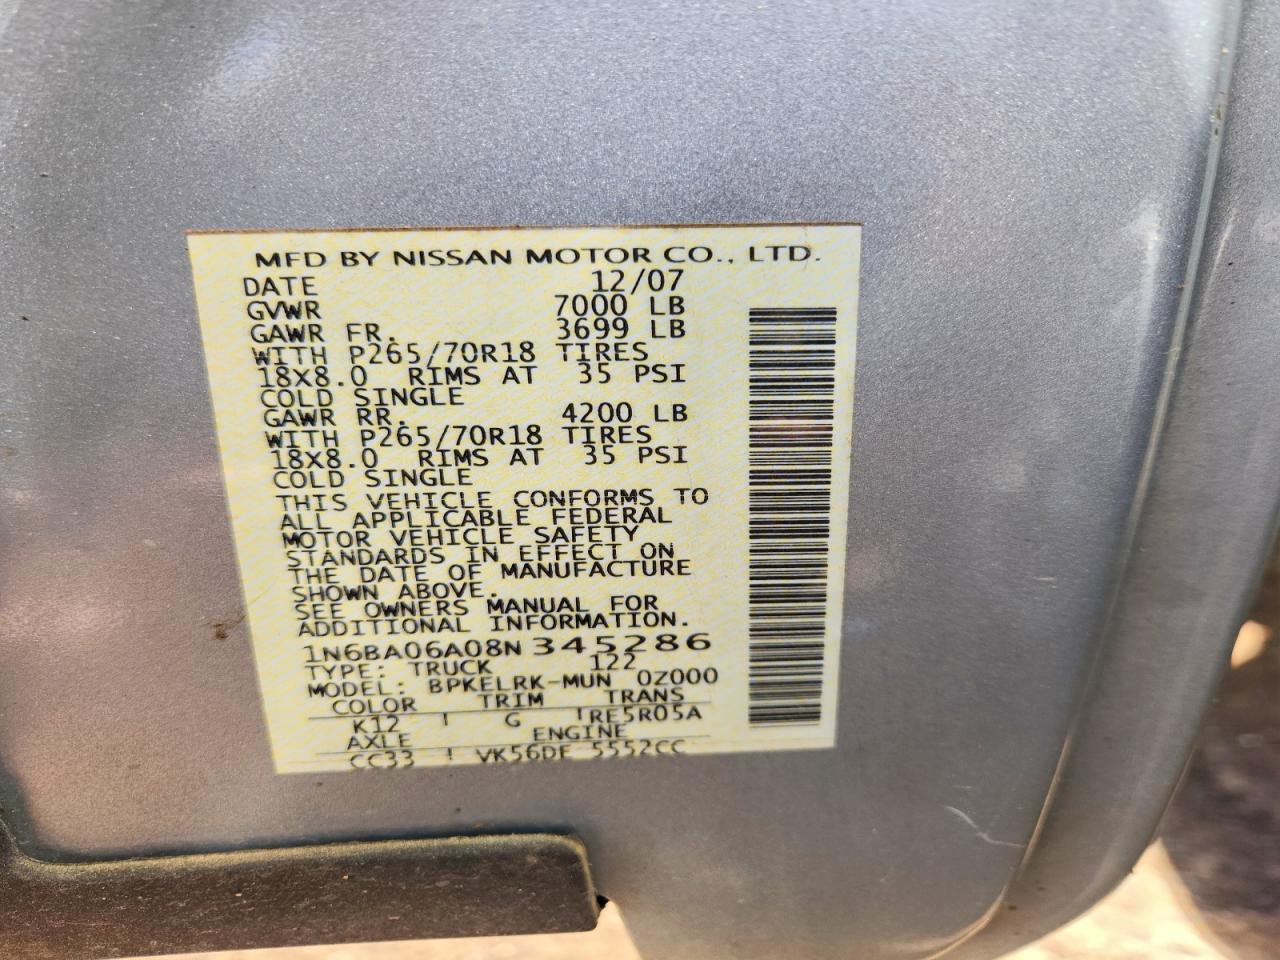 MFD BY NISSAN MOTOR CO., LTD.
DATE 12/07
GVWR 7000 LB
GAWR FR. 3699 LB
WITH P265/70R18 TIRES
18X8.0 RIMS AT 35 PSI
COLD SINGLE
GAWR RR. 4200 LB
WITH P265/70R18 TIRES
18X8.0 RIMS AT 35 PSI
COLD SINGLE
THIS VEHICLE CONFORMS TO
ALL APPLICABLE FEDERAL
MOTOR VEHICLE SAFETY
STANDARDS IN EFFECT ON
THE DATE OF MANUFACTURE
SHOWN ABOVE.
SEE OWNERS MANUAL FOR
ADDITIONAL INFORMATION.
1N6BA06A08N345286
TYPE: TRUCK 122
MODEL: BPKELRK-MUN 0Z000
COLOR TRIM TRANS
K12 G RE5R05A
AXLE ENGINE
CC33 VK56DE 5552CC